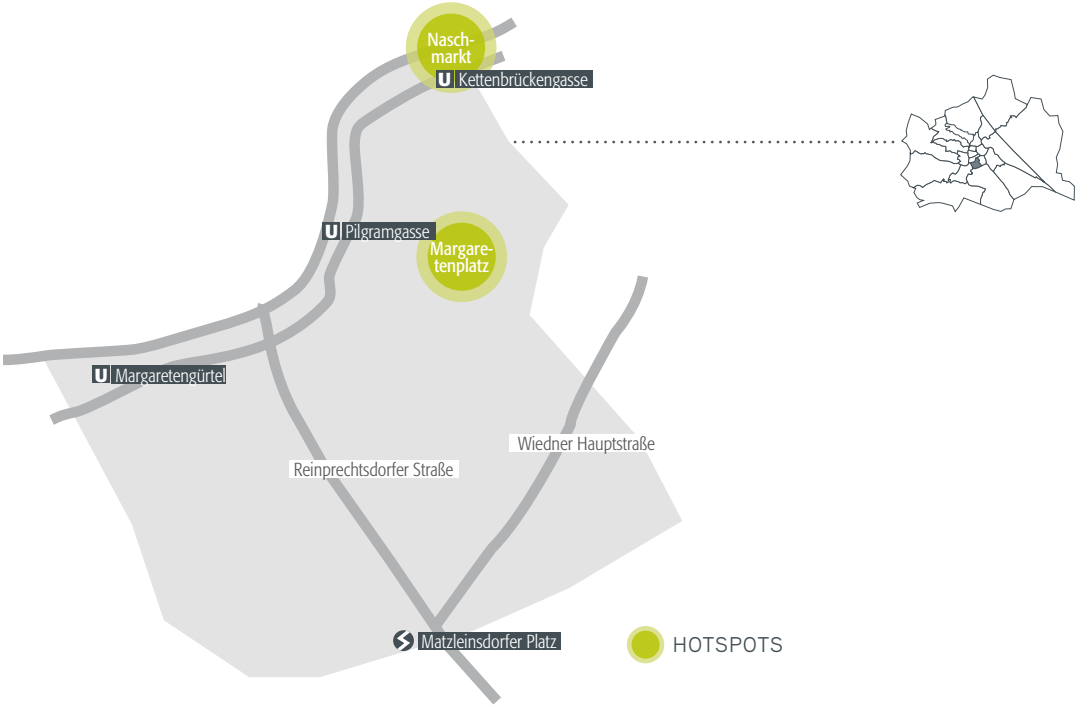 Nasch-
markt
U Kettenbrückengasse
U Pilgramgasse
Margare-
tenplatz
U Margaretengürtel
Wiedner Hauptstraße
Reinprechtsdorfer Straße
Matzleinsdorfer Platz
HOTSPOTS